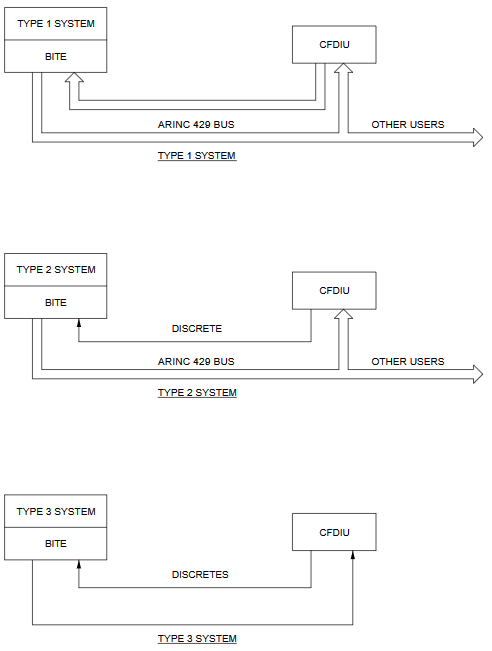 TYPE 1 SYSTEM
BITE
CFDIU
ARINC 429 BUS
OTHER USERS
TYPE 1 SYSTEM
TYPE 2 SYSTEM
BITE
CFDIU
DISCRETE
ARINC 429 BUS
OTHER USERS
TYPE 2 SYSTEM
TYPE 3 SYSTEM
BITE
CFDIU
DISCRETES
TYPE 3 SYSTEM